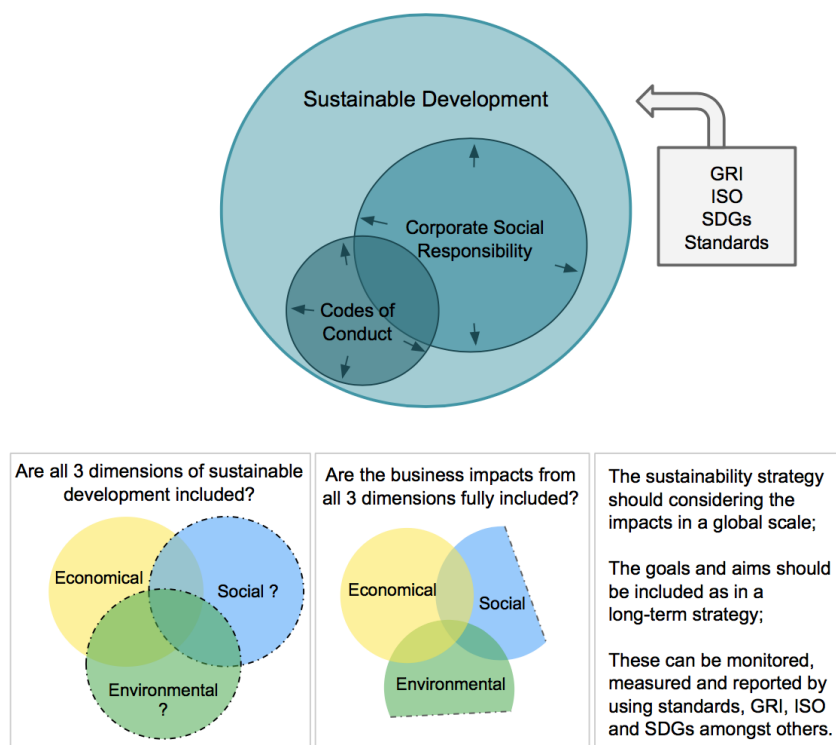 Sustainable Development
GRI
ISO
SDGs
Standards
Corporate Social
Responsibility
Codes of
Conduct
Are all 3 dimensions of sustainable
development included?
Economical
Social ?
Environmental
?
Are the business impacts from
all 3 dimensions fully included?
Economical
Social
Environmental
The sustainability strategy
should considering the
impacts in a global scale;
The goals and aims should
be included as in a
long-term strategy;
These can be monitored,
measured and reported by
using standards, GRI, ISO
and SDGs amongst others.